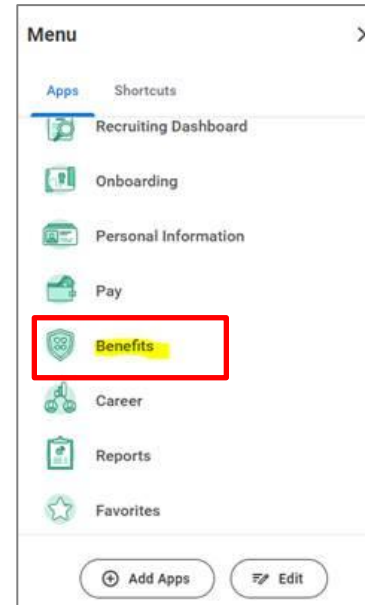 Menu
Apps Shortcuts
Recruiting Dashboard
Onboarding
Personal Information
Pay
Benefits
Career
Reports
Favorites
Add Apps Edit